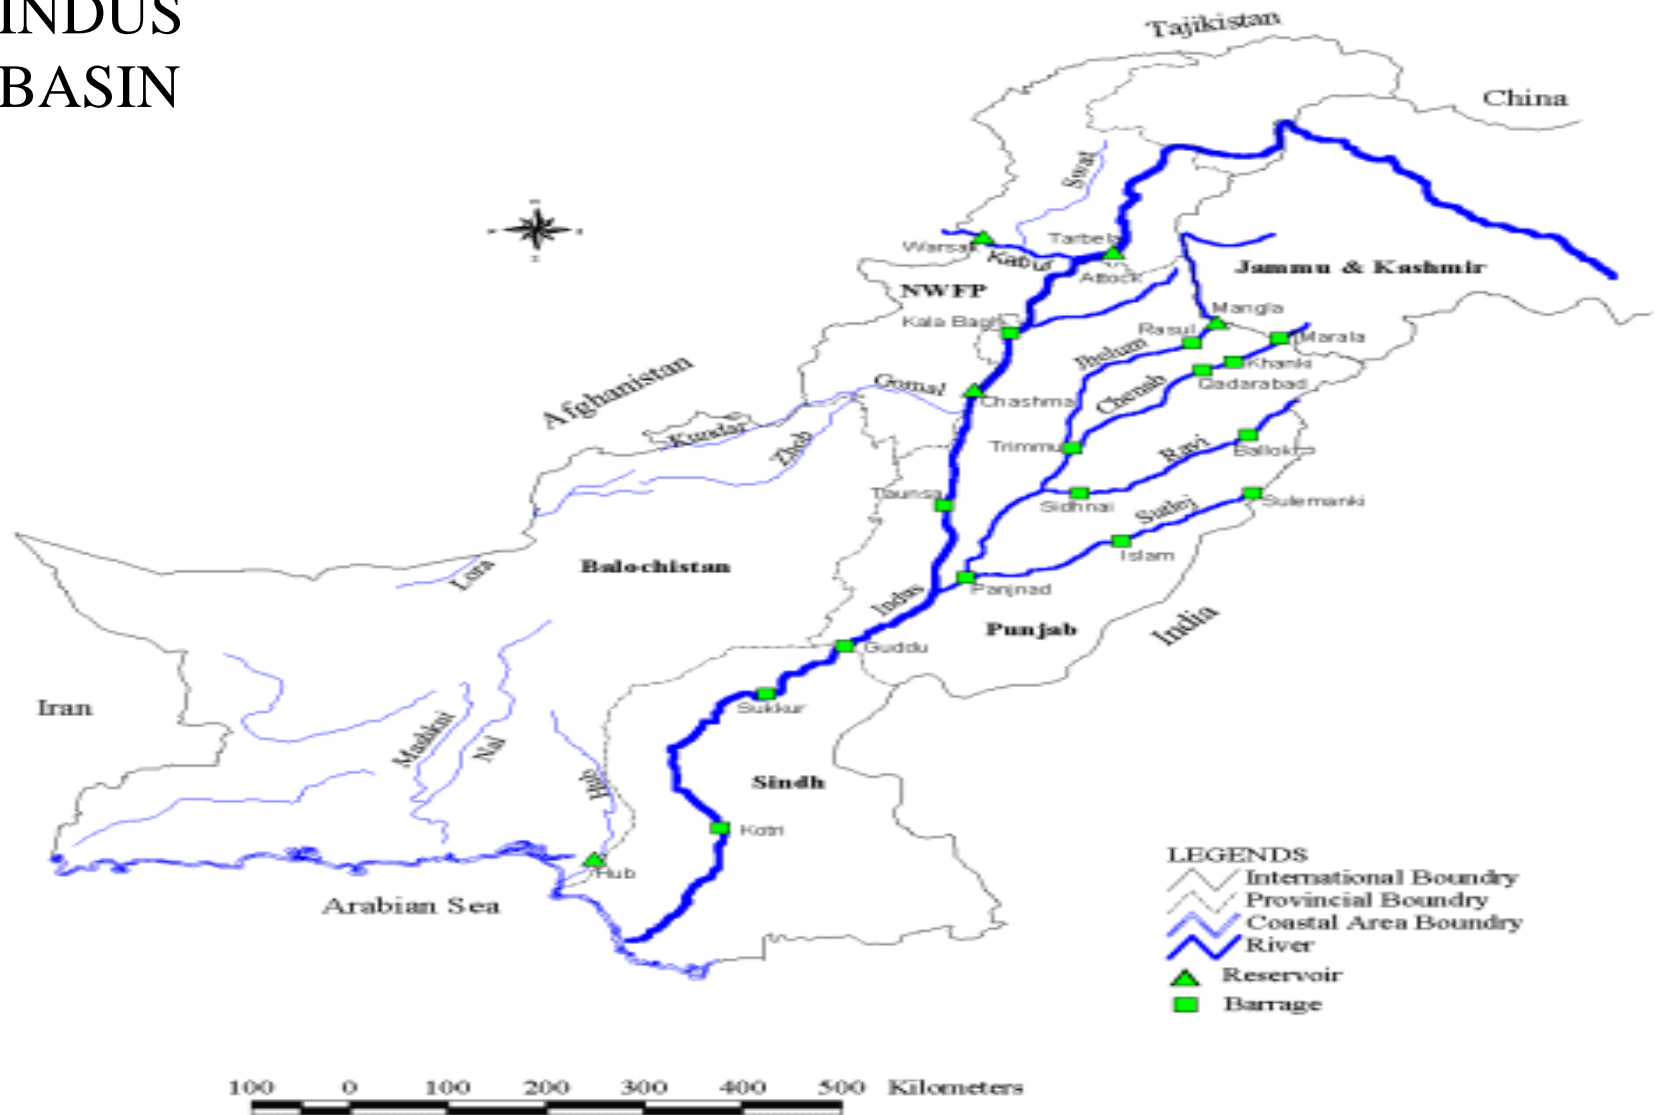 INDUS
BASIN
Tajikistan
China
Swat
Warsak
Kabul
Tarbela
Attock
Jammu & Kashmir
NWFP
Kala Bagh
Mangla
Rasul
Marala
Jhelum
Khanki
Qadarabad
Chenab
Afghanistan
Gomal
Chashma
Kundar
Zhob
Trimmu
Ravi
Balloki
Taunsa
Sidhnai
Sutlej
Sulemanki
Islam
Lora
Balochistan
Indus
Panjnad
Punjab
India
Guddu
Iran
Sukkur
Mashkai
Nal
Hub
Sindh
Kotri
Hub
Arabian Sea
LEGENDS
International Boundry
Provincial Boundry
Coastal Area Boundry
River
Reservoir
Barrage
100 0 100 200 300 400 500 Kilometers